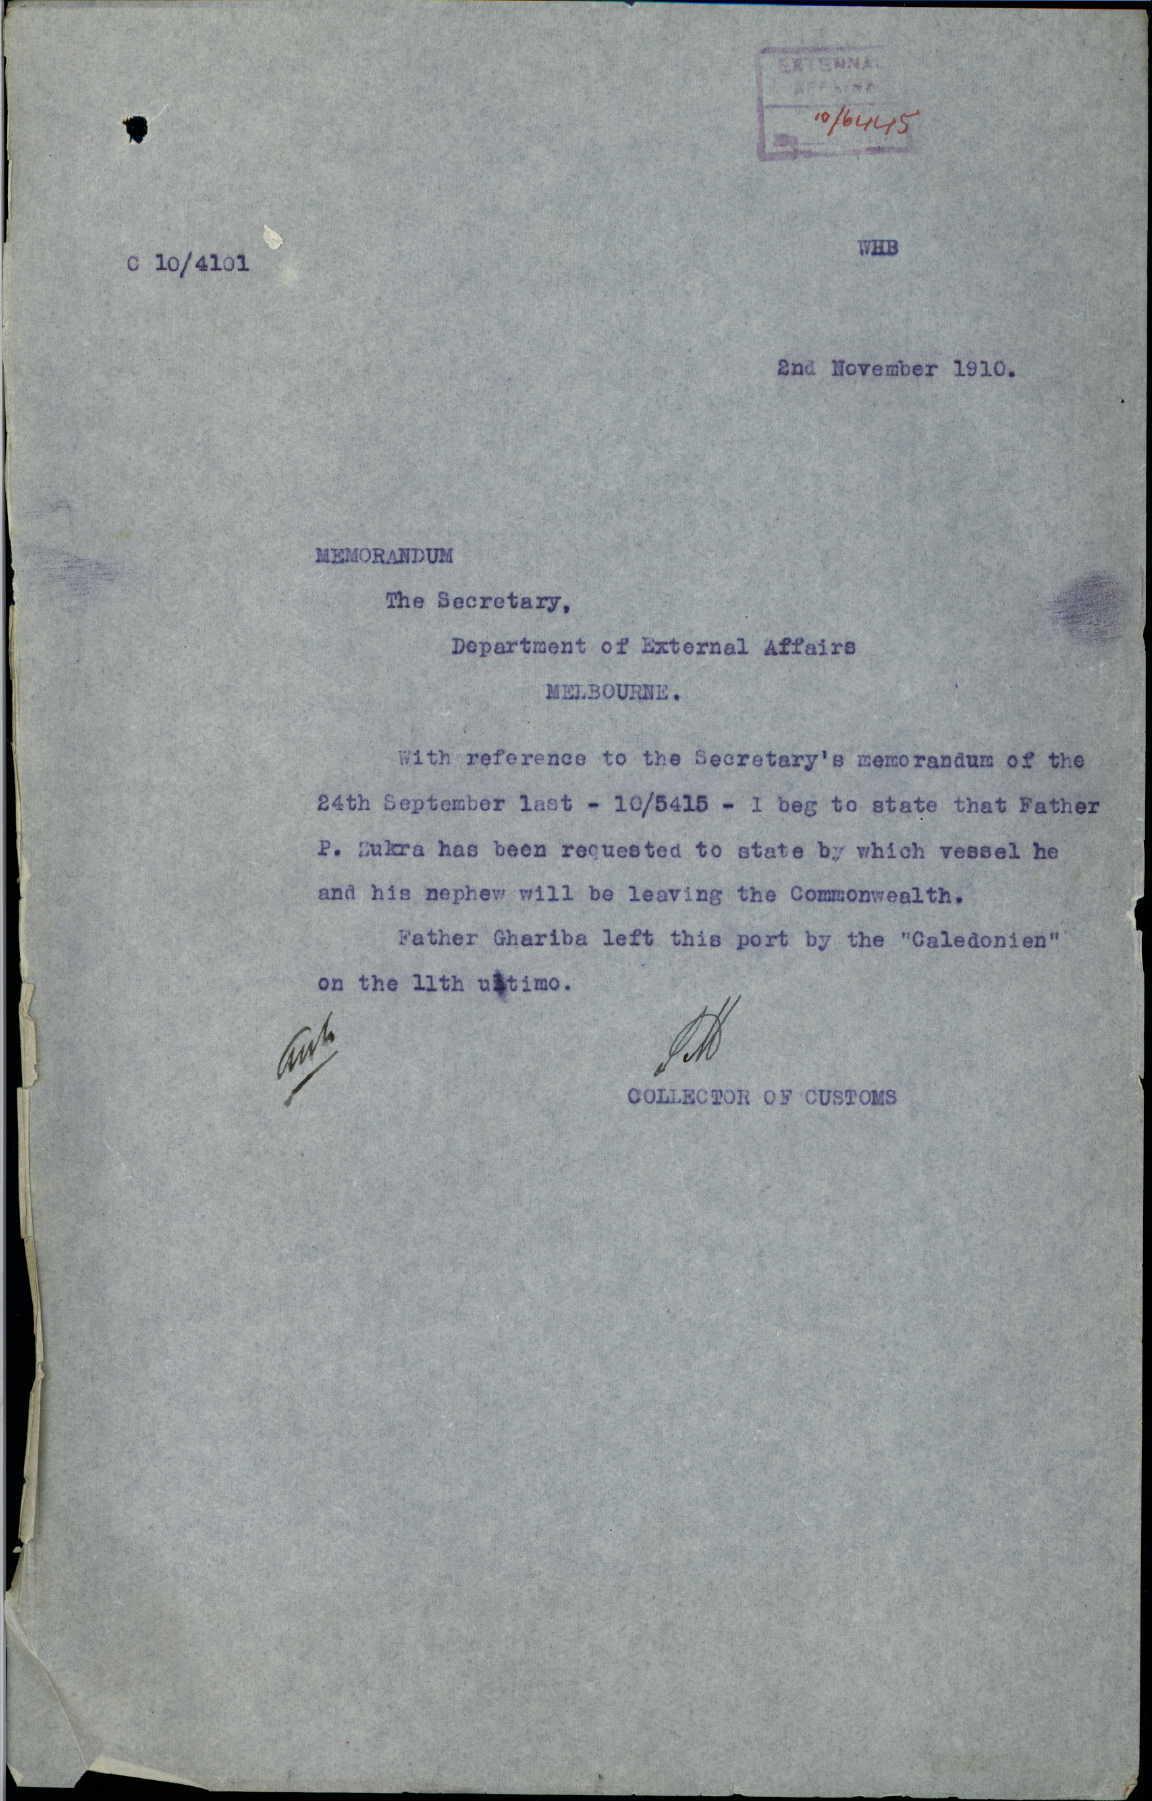 EXTERNAL
AFFAIRS
10/6445
WHB
C 10/4101
2nd November 1910.
MEMORANDUM
The Secretary,
Department of External Affairs
MELBOURNE.
With reference to the Secretary's memorandum of the
24th September last - 10/5415 - I beg to state that Father
P. Zukra has been requested to state by which vessel he
and his nephew will be leaving the Commonwealth.
Father Ghariba left this port by the "Caledonien"
on the 11th ultimo.
COLLECTOR OF CUSTOMS